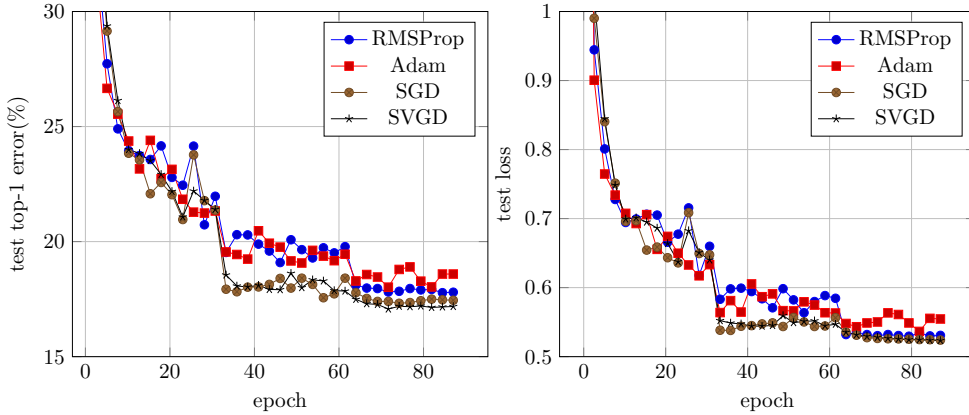 test top-1 error(%)
30
25
20
15
0
20
40
60
80
epoch
RMSProp
Adam
SGD
SVGD
test loss
1
0.9
0.8
0.7
0.6
0.5
0
20
40
60
80
epoch
RMSProp
Adam
SGD
SVGD